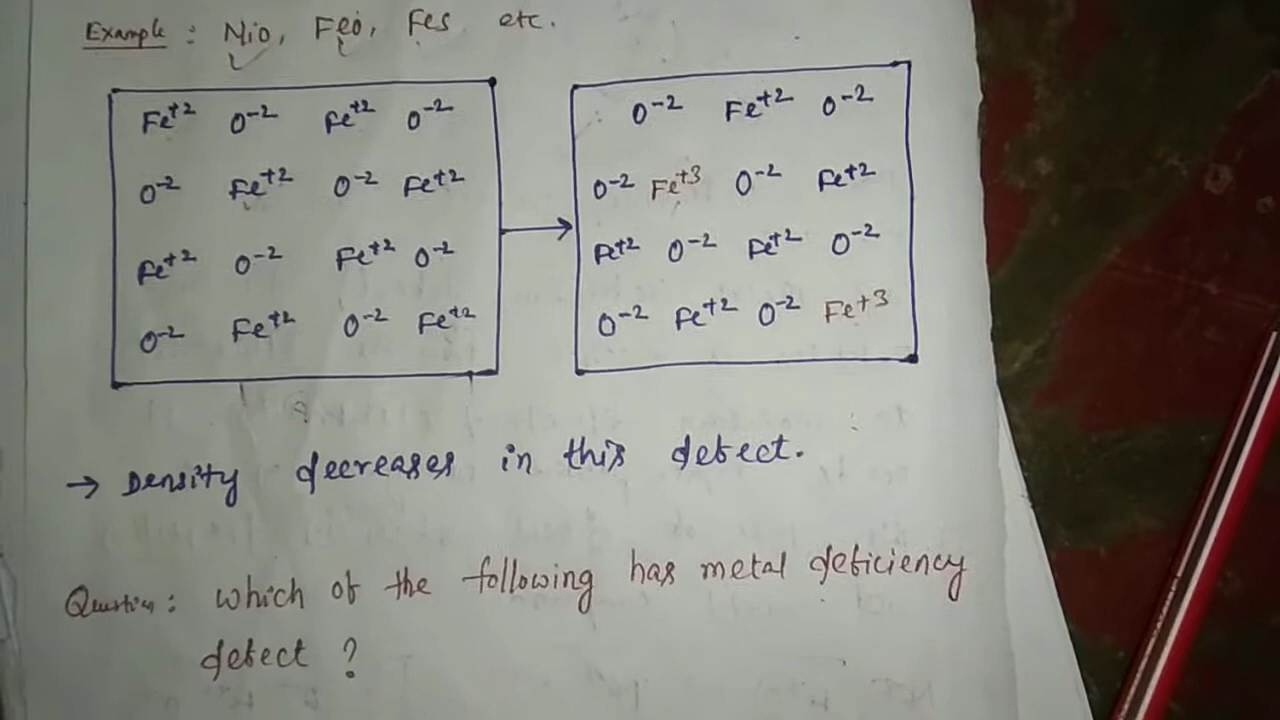 Example : Nio, Feo, Fes etc.
Fe+2 O-2 Fe+2 O-2
O-2 Fe+2 O-2 Fe+2
Fe+2 O-2 Fe+2 O-2
O-2 Fe+2 O-2 Fe+2
O-2 Fe+2 O-2
O-2 Fe+3 O-2 Fe+2
Fe+2 O-2 Fe+2 O-2
O-2 Fe+2 O-2 Fe+3
→ Density decreases in this defect.
Question : which of the following has metal deficiency
defect ?